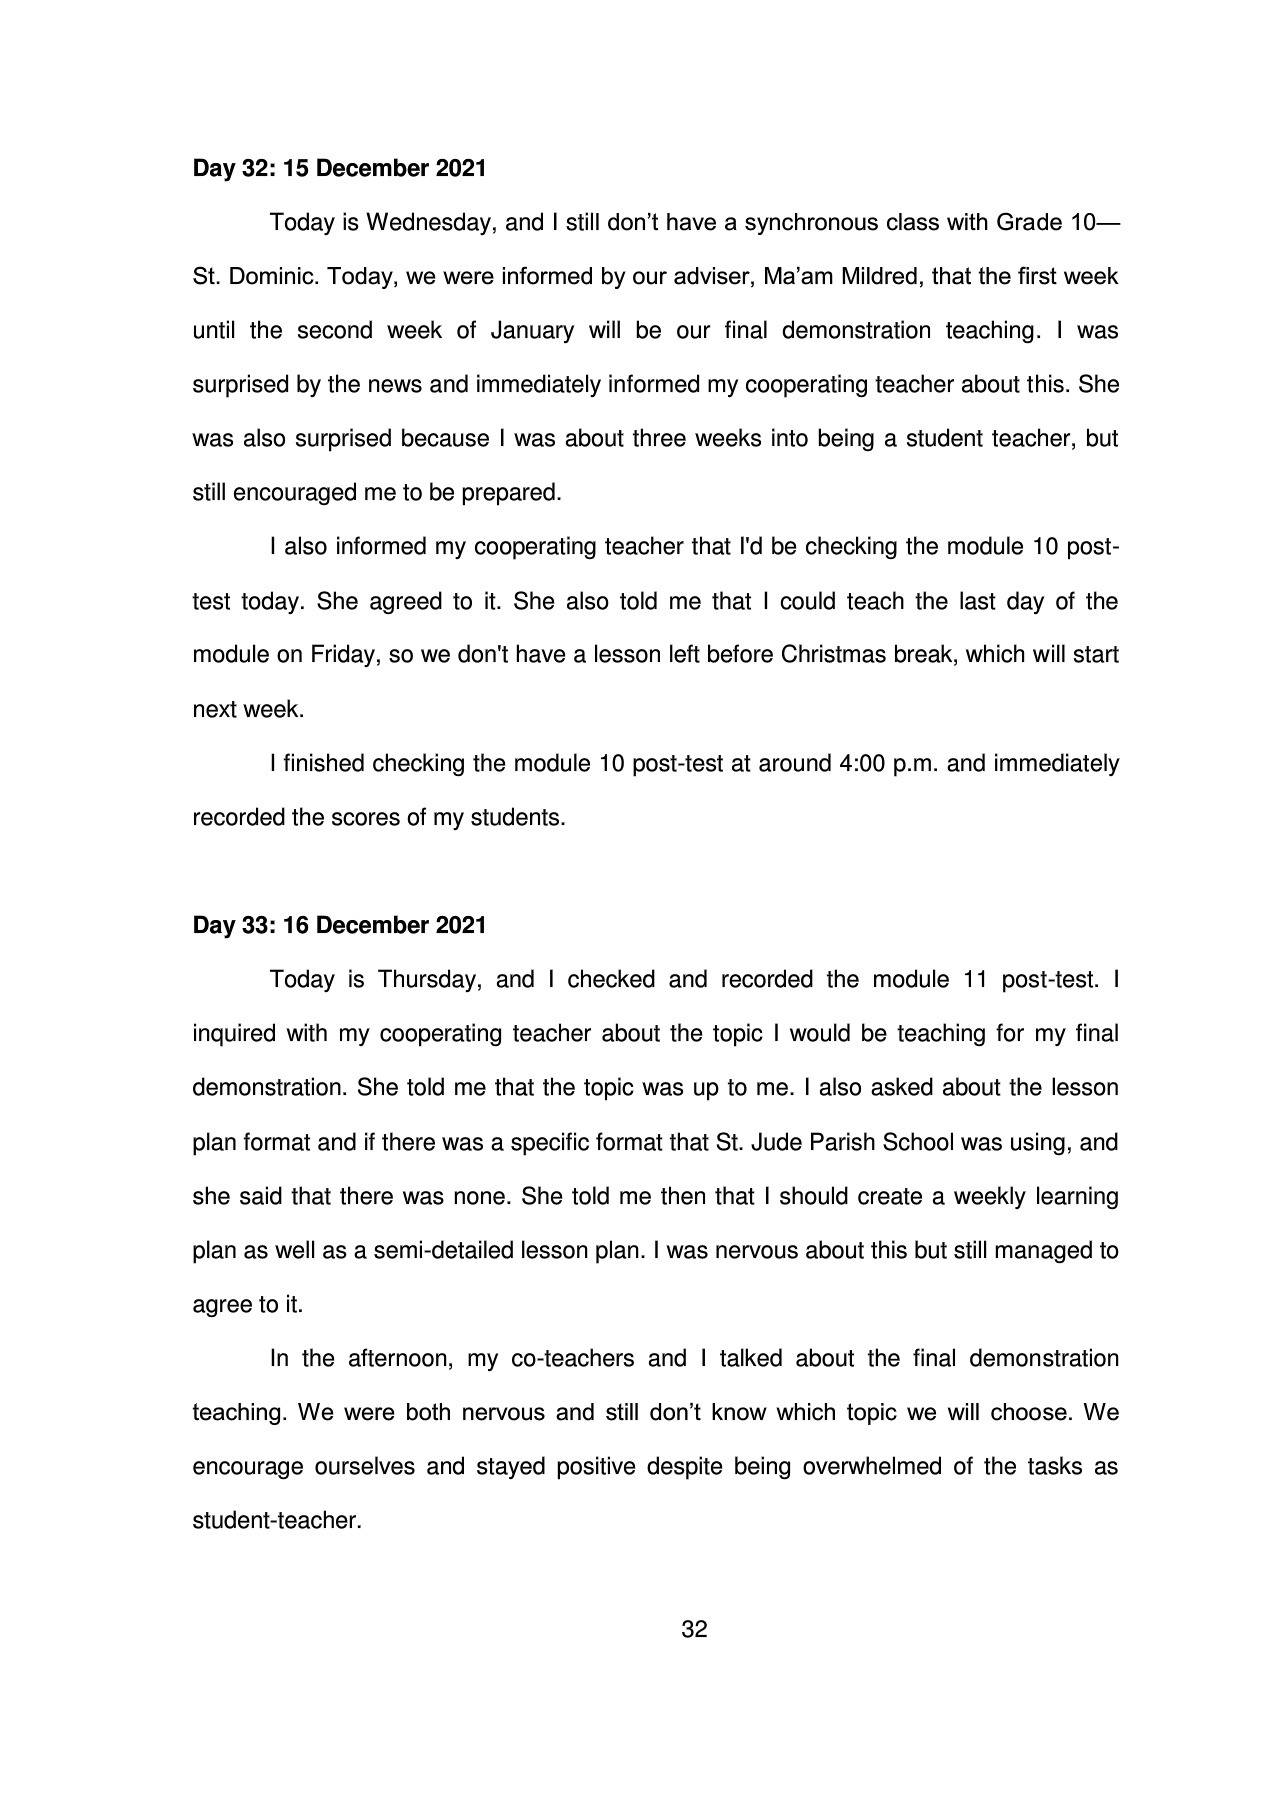 Day 32: 15 December 2021
Today is Wednesday, and I still don’t have a synchronous class with Grade 10—
St. Dominic. Today, we were informed by our adviser, Ma’am Mildred, that the first week
until the second week of January will be our final demonstration teaching. I was
surprised by the news and immediately informed my cooperating teacher about this. She
was also surprised because I was about three weeks into being a student teacher, but
still encouraged me to be prepared.
I also informed my cooperating teacher that I'd be checking the module 10 post-
test today. She agreed to it. She also told me that I could teach the last day of the
module on Friday, so we don't have a lesson left before Christmas break, which will start
next week.
I finished checking the module 10 post-test at around 4:00 p.m. and immediately
recorded the scores of my students.
Day 33: 16 December 2021
Today is Thursday, and I checked and recorded the module 11 post-test. I
inquired with my cooperating teacher about the topic I would be teaching for my final
demonstration. She told me that the topic was up to me. I also asked about the lesson
plan format and if there was a specific format that St. Jude Parish School was using, and
she said that there was none. She told me then that I should create a weekly learning
plan as well as a semi-detailed lesson plan. I was nervous about this but still managed to
agree to it.
In the afternoon, my co-teachers and I talked about the final demonstration
teaching. We were both nervous and still don’t know which topic we will choose. We
encourage ourselves and stayed positive despite being overwhelmed of the tasks as
student-teacher.
32